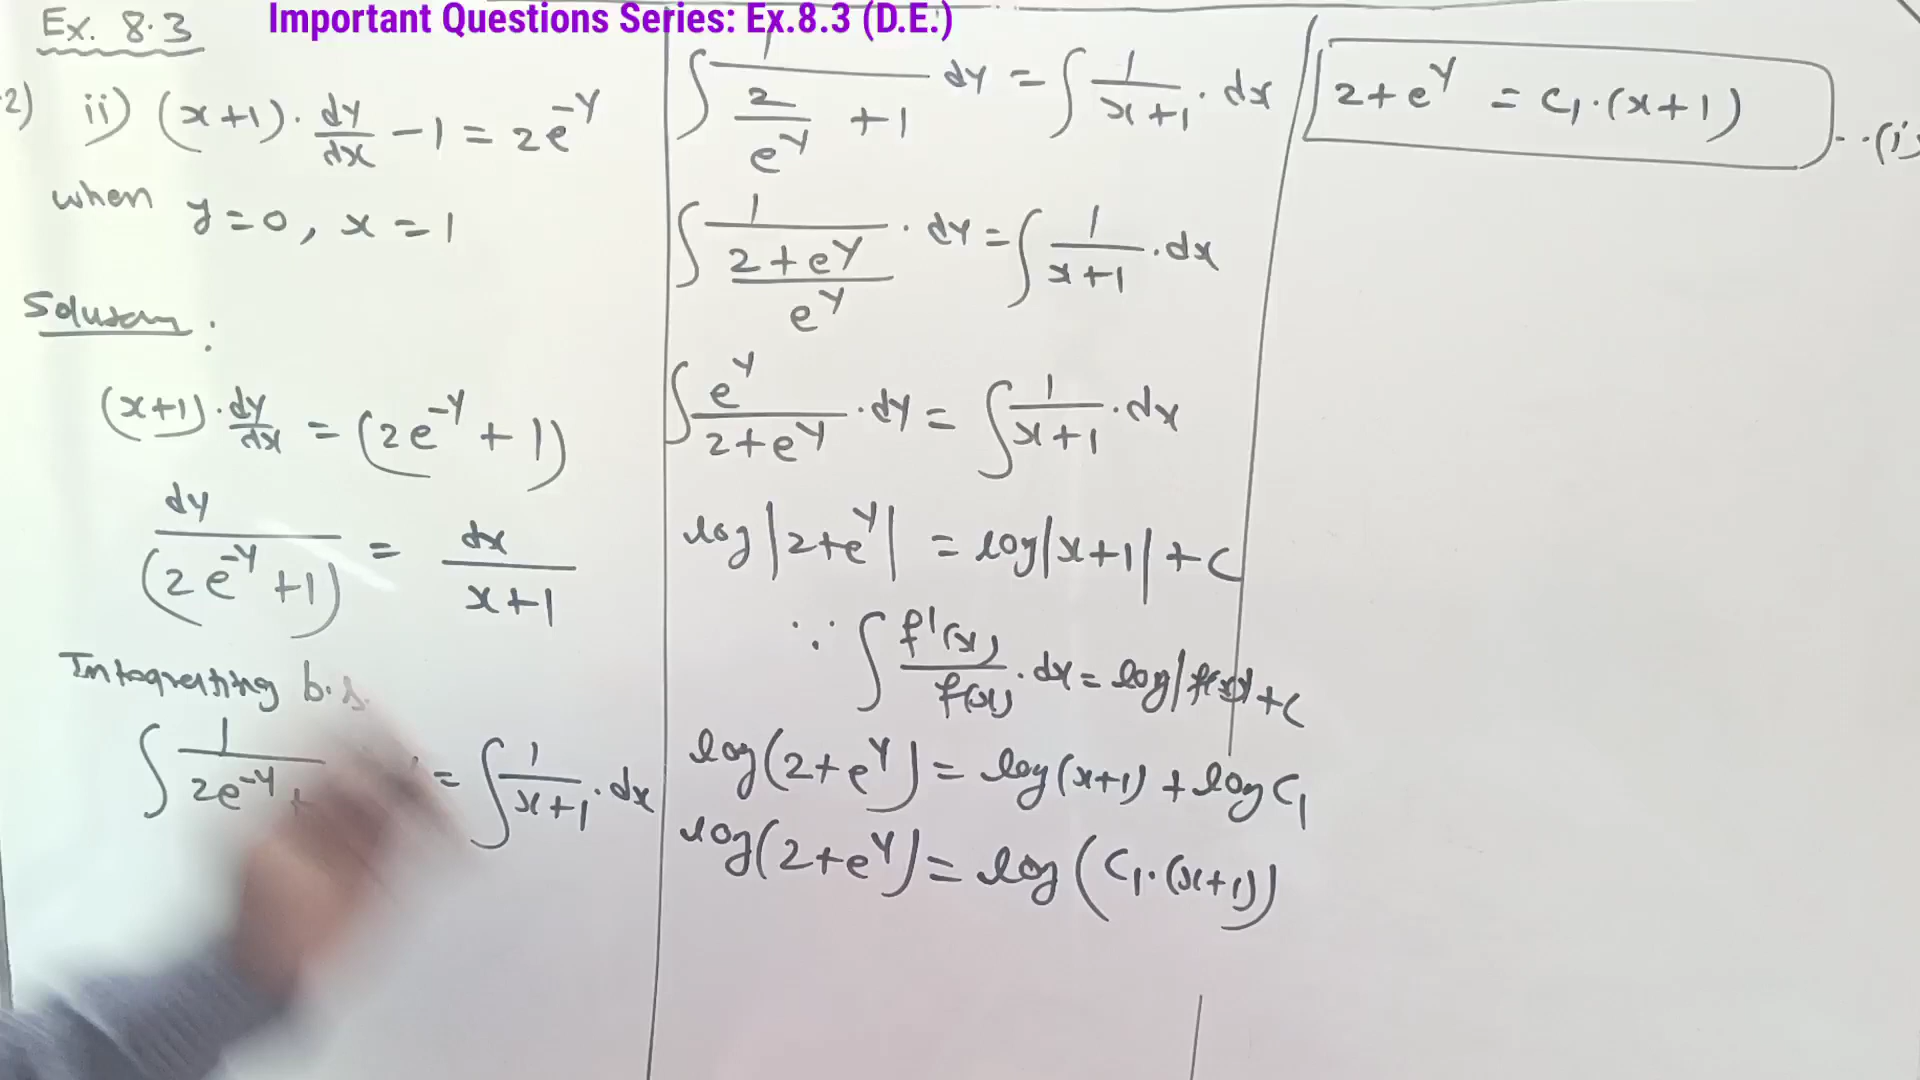 Important Questions Series: Ex.8.3 (D.E.)
Ex. 8.3
2) ii) (x+1)· dy/dx − 1 = 2e^−y
when y=0, x=1
Solution:
(x+1)· dy/dx = (2e^−y + 1)
dy/(2e^−y +1) = dx/(x+1)
Integrating b.s.
∫ 1/(2e^−y + = ∫ 1/(x+1) · dx
∫ 1/(2/e^y + 1) dy = ∫ 1/(x+1) · dx
∫ 1/((2+e^y)/e^y) · dy = ∫ 1/(x+1) · dx
∫ e^y/(2+e^y) · dy = ∫ 1/(x+1) · dx
log|2+e^y| = log|x+1| + C
∵ ∫ f'(x)/f(x) · dx = log|f(x)| + C
log(2+e^y) = log(x+1) + log C₁
log(2+e^y) = log(C₁·(x+1))
2+e^y = C₁·(x+1) ...(i)